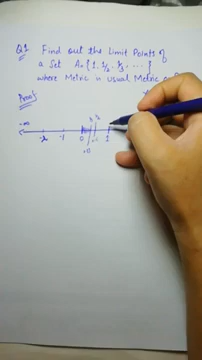 Q1 Find out the Limit Points of
a Set A = {1, 1/2, 1/3, ...}
where Metric is usual Metric
Proof
-∞ -2 -1 0 1